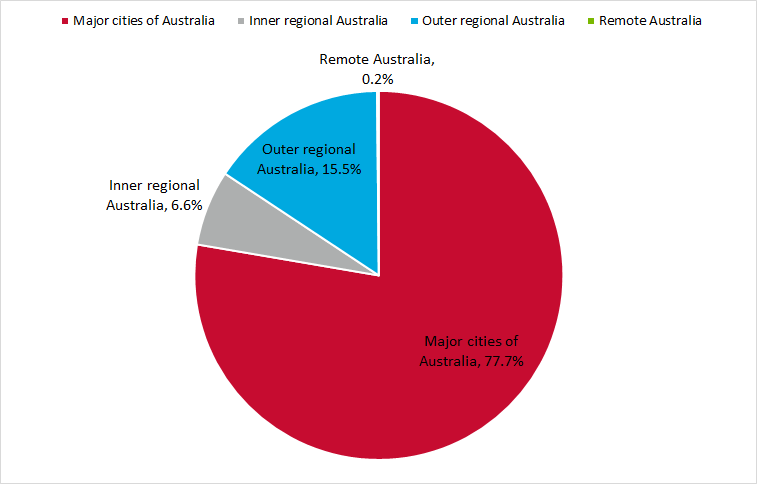 Major cities of Australia Inner regional Australia Outer regional Australia Remote Australia
Remote Australia,
0.2%
Outer regional
Australia, 15.5%
Inner regional
Australia, 6.6%
Major cities of
Australia, 77.7%